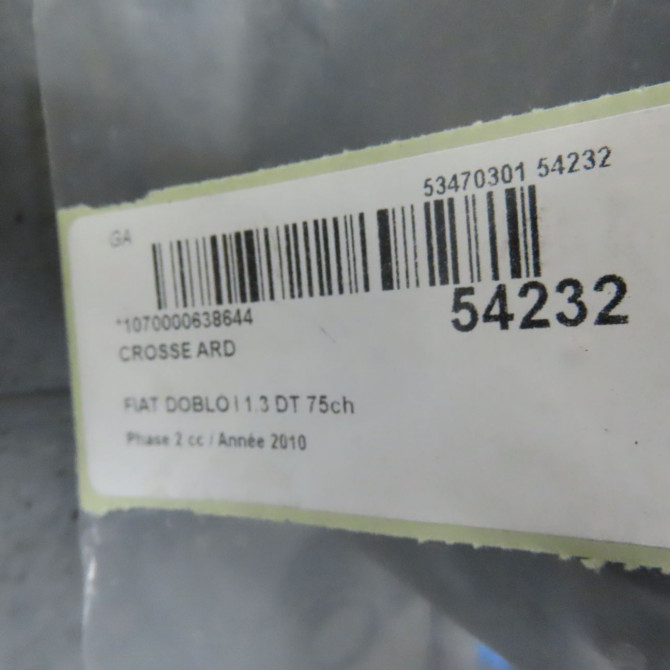 53470301 54232
GA
54232
*1070000638644
CROSSE ARD
FIAT DOBLO I 1.3 DT 75ch
Phase 2 cc / Année 2010